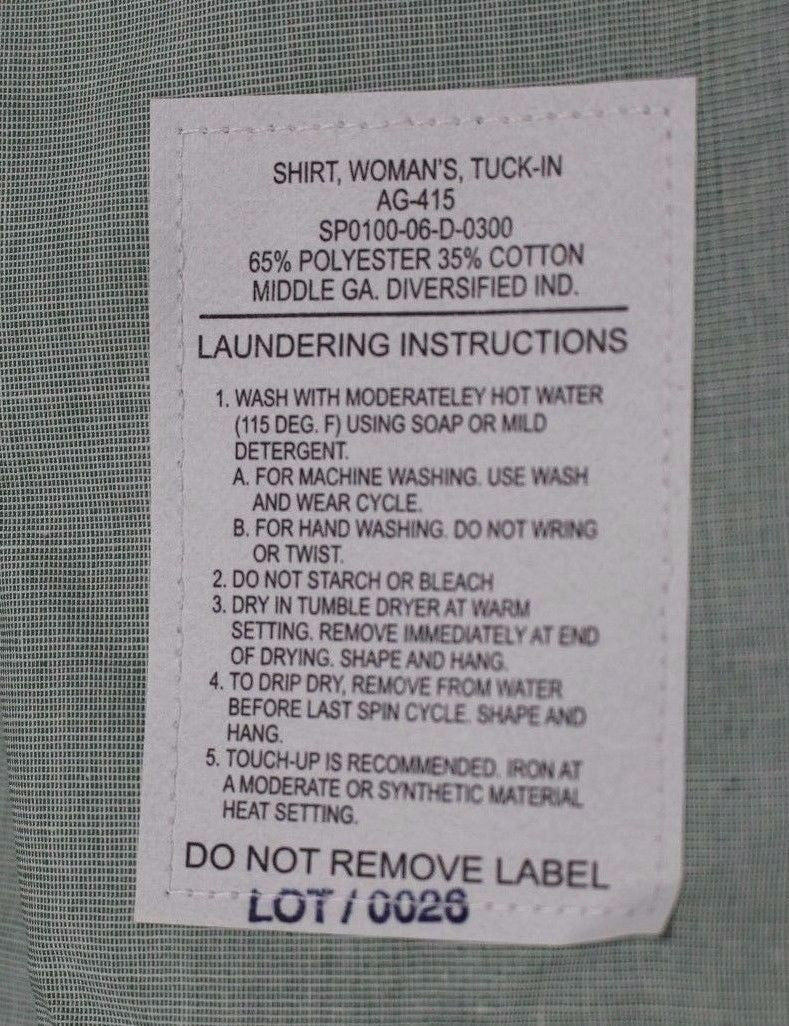 SHIRT, WOMAN'S, TUCK-IN
AG-415
SP0100-06-D-0300
65% POLYESTER 35% COTTON
MIDDLE GA. DIVERSIFIED IND.
LAUNDERING INSTRUCTIONS
1. WASH WITH MODERATELEY HOT WATER
(115 DEG. F) USING SOAP OR MILD
DETERGENT.
A. FOR MACHINE WASHING. USE WASH
AND WEAR CYCLE.
B. FOR HAND WASHING. DO NOT WRING
OR TWIST.
2. DO NOT STARCH OR BLEACH
3. DRY IN TUMBLE DRYER AT WARM
SETTING. REMOVE IMMEDIATELY AT END
OF DRYING. SHAPE AND HANG.
4. TO DRIP DRY, REMOVE FROM WATER
BEFORE LAST SPIN CYCLE. SHAPE AND
HANG.
5. TOUCH-UP IS RECOMMENDED. IRON AT
A MODERATE OR SYNTHETIC MATERIAL
HEAT SETTING.
DO NOT REMOVE LABEL
LOT / 0026